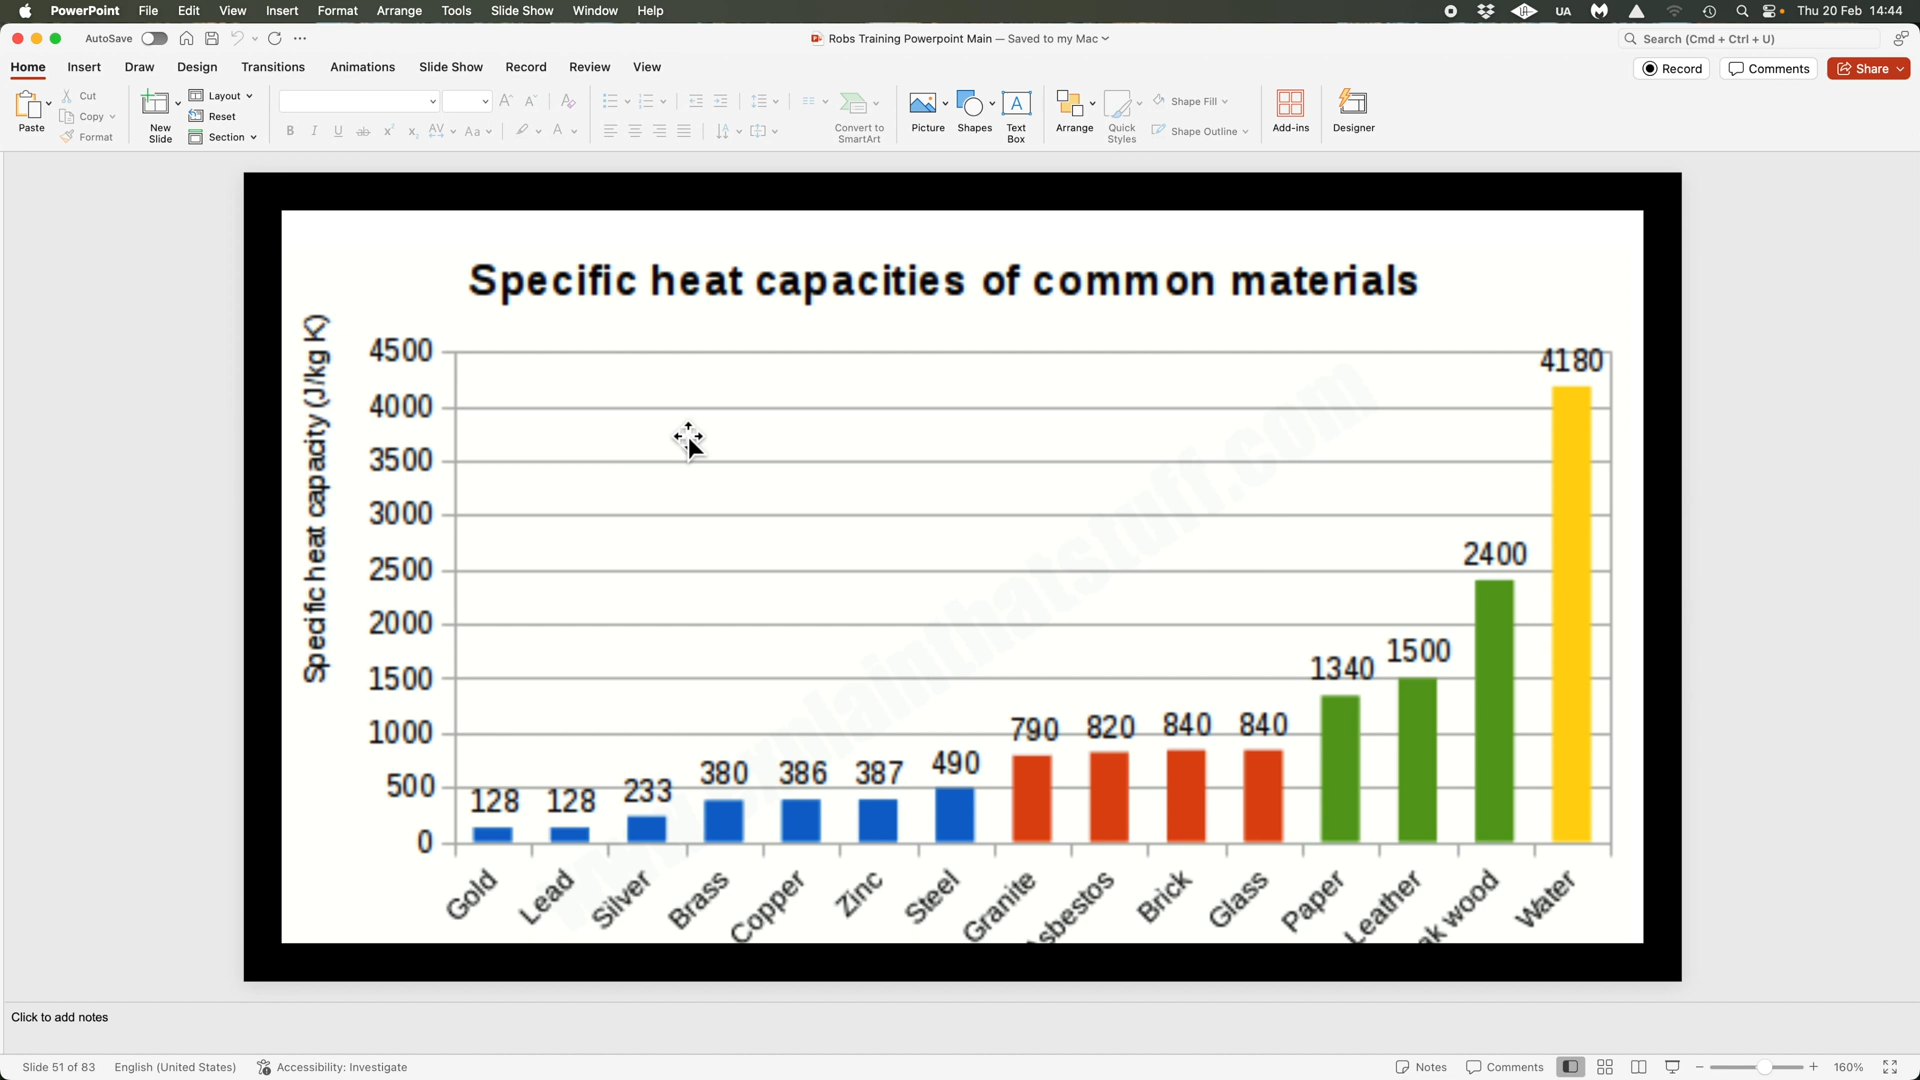 PowerPoint File Edit View Insert Format Arrange Tools Slide Show Window Help UA Thu 20 Feb 14:44
AutoSave Robs Training Powerpoint Main — Saved to my Mac Search (Cmd + Ctrl + U)
Home Insert Draw Design Transitions Animations Slide Show Record Review View Record Comments Share
Paste Cut Copy Format
New Slide Layout Reset Section
Convert to SmartArt
Picture Shapes Text Box
Arrange Quick Styles Shape Fill Shape Outline
Add-ins Designer
Specific heat capacities of common materials
Specific heat capacity (J/kg K)
4500
4000
3500
3000
2500
2000
1500
1000
500
0
128 128 233 380 386 387 490 790 820 840 840 1340 1500 2400 4180
Gold Lead Silver Brass Copper Zinc Steel Granite sbestos Brick Glass Paper Leather ak wood Water
Click to add notes
Slide 51 of 83 English (United States) Accessibility: Investigate Notes Comments 160%